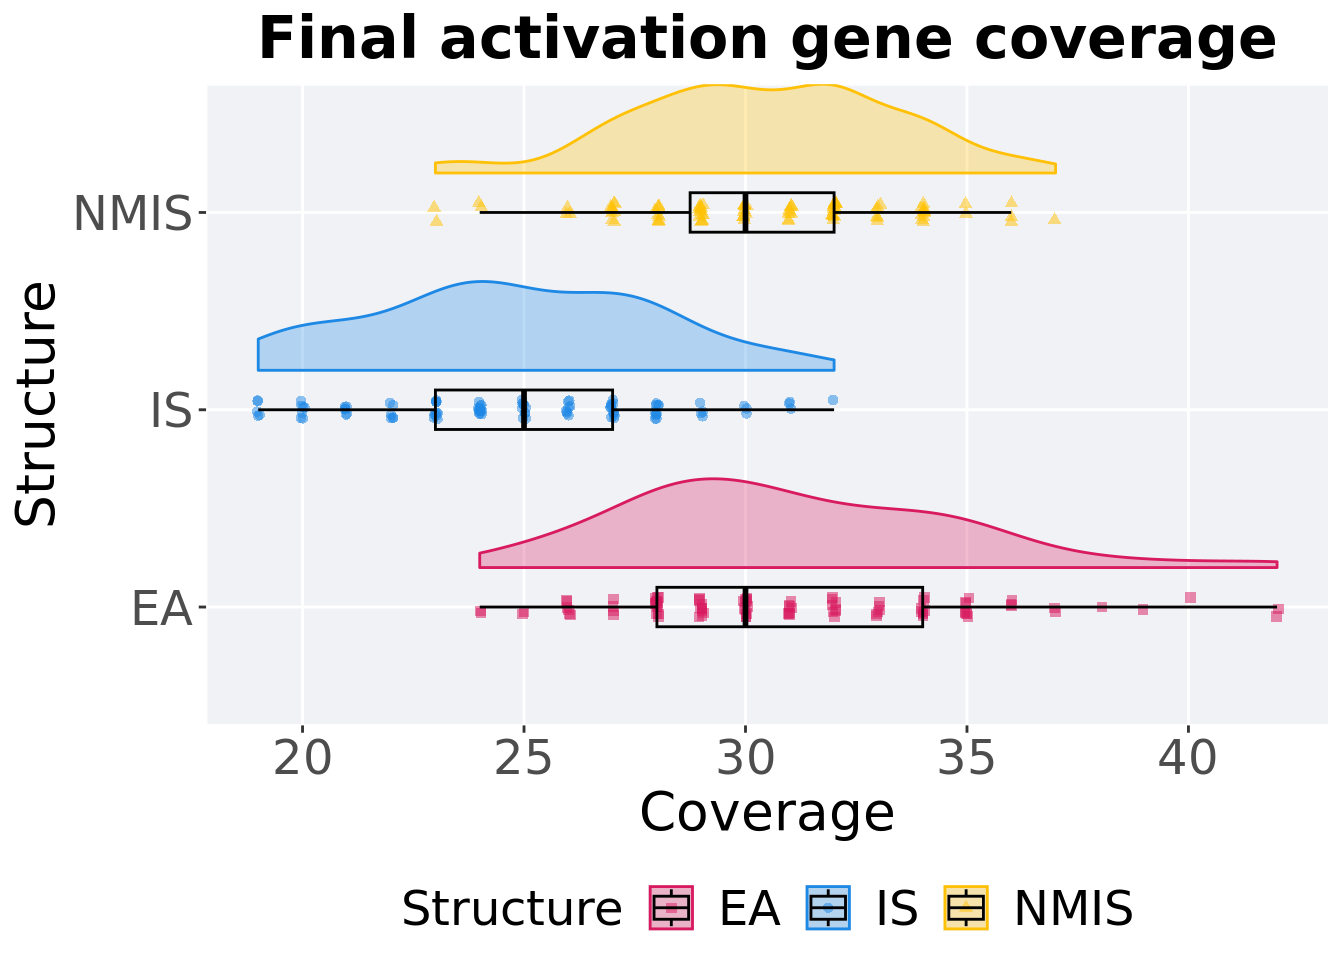 Final activation gene coverage
Structure
NMIS
IS
EA
20 25 30 35 40
Coverage
Structure EA IS NMIS